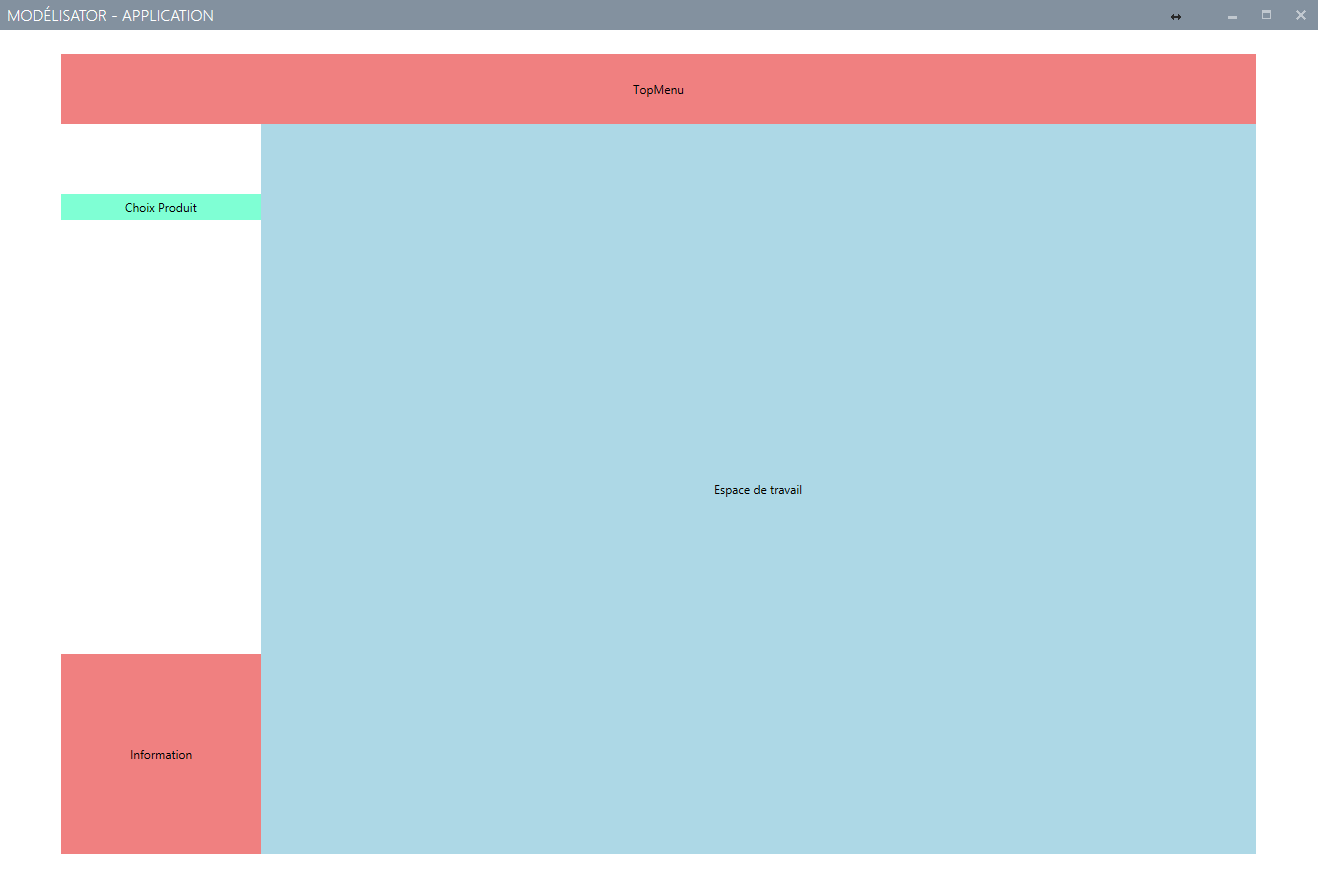 MODÉLISATOR - APPLICATION
TopMenu
Choix Produit
Espace de travail
Information